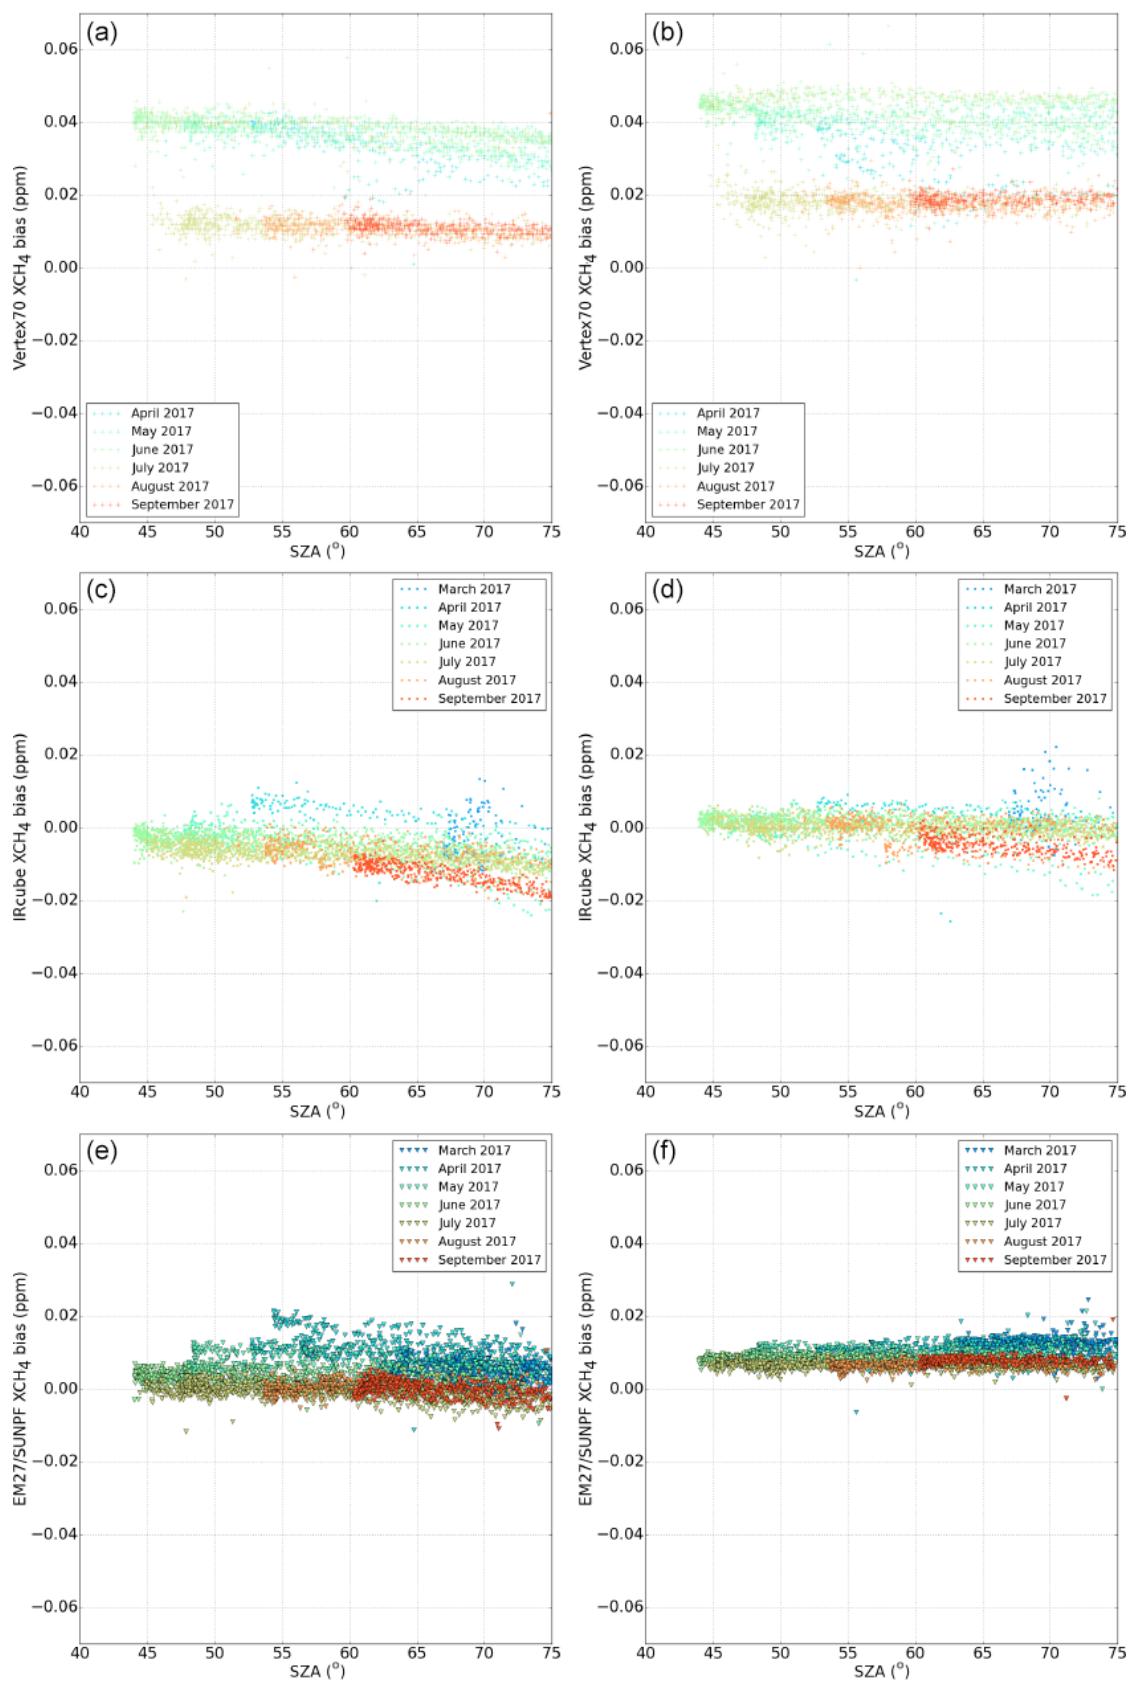 (a)
0.06
0.04
0.02
0.00
−0.02
−0.04
−0.06
Vertex70 XCH4 bias (ppm)
April 2017
May 2017
June 2017
July 2017
August 2017
September 2017
40 45 50 55 60 65 70 75
SZA (o)
(b)
0.06
0.04
0.02
0.00
−0.02
−0.04
−0.06
Vertex70 XCH4 bias (ppm)
April 2017
May 2017
June 2017
July 2017
August 2017
September 2017
40 45 50 55 60 65 70 75
SZA (o)
(c)
0.06
0.04
0.02
0.00
−0.02
−0.04
−0.06
IRcube XCH4 bias (ppm)
March 2017
April 2017
May 2017
June 2017
July 2017
August 2017
September 2017
40 45 50 55 60 65 70 75
SZA (o)
(d)
0.06
0.04
0.02
0.00
−0.02
−0.04
−0.06
IRcube XCH4 bias (ppm)
March 2017
April 2017
May 2017
June 2017
July 2017
August 2017
September 2017
40 45 50 55 60 65 70 75
SZA (o)
(e)
0.06
0.04
0.02
0.00
−0.02
−0.04
−0.06
EM27/SUNPF XCH4 bias (ppm)
March 2017
April 2017
May 2017
June 2017
July 2017
August 2017
September 2017
40 45 50 55 60 65 70 75
SZA (o)
(f)
0.06
0.04
0.02
0.00
−0.02
−0.04
−0.06
EM27/SUNPF XCH4 bias (ppm)
March 2017
April 2017
May 2017
June 2017
July 2017
August 2017
September 2017
40 45 50 55 60 65 70 75
SZA (o)